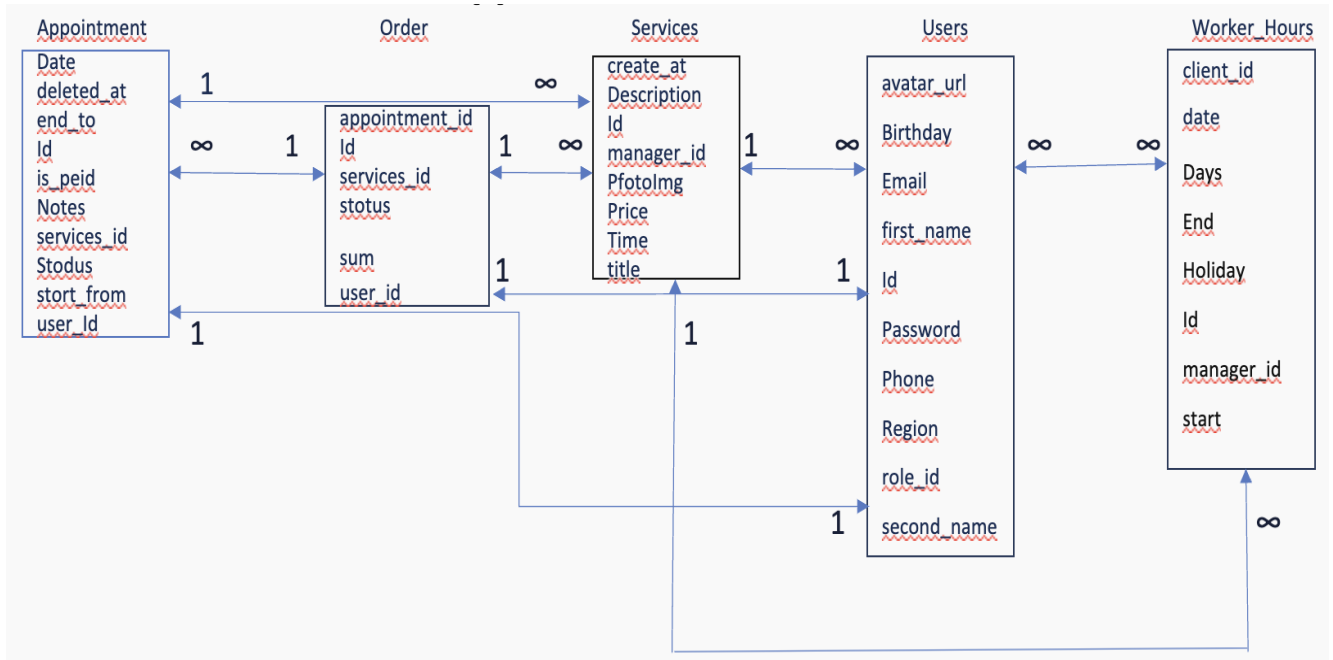 Appointment
Date
deleted_at
end_to
Id
is_peid
Notes
services_id
Stodus
stort_from
user_Id
Order
appointment_id
Id
services_id
stotus
sum
user_id
Services
create_at
Description
Id
manager_id
PfotoImg
Price
Time
title
Users
avatar_url
Birthday
Email
first_name
Id
Password
Phone
Region
role_id
second_name
Worker_Hours
client_id
date
Days
End
Holiday
Id
manager_id
start
1 ∞
∞ 1
1 ∞
1 ∞
∞ ∞
1 1
1 1
1 ∞